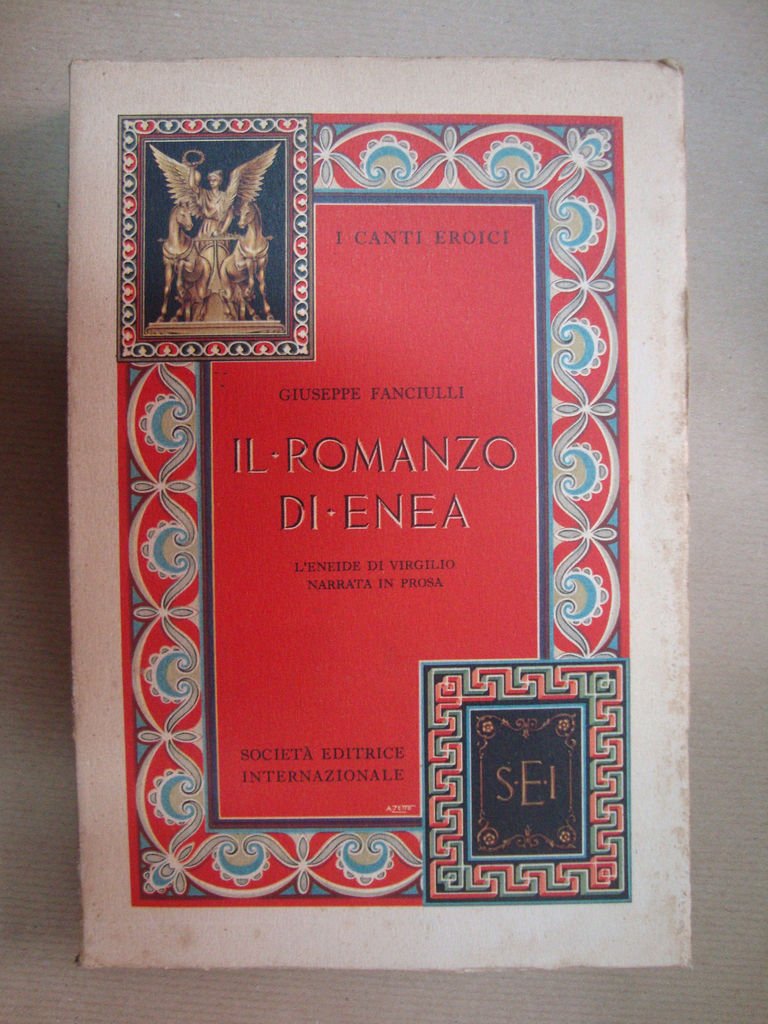 I CANTI EROICI
GIUSEPPE FANCIULLI
IL·ROMANZO
DI·ENEA
L'ENEIDE DI VIRGILIO
NARRATA IN PROSA
SOCIETÀ EDITRICE
INTERNAZIONALE
S·E·I